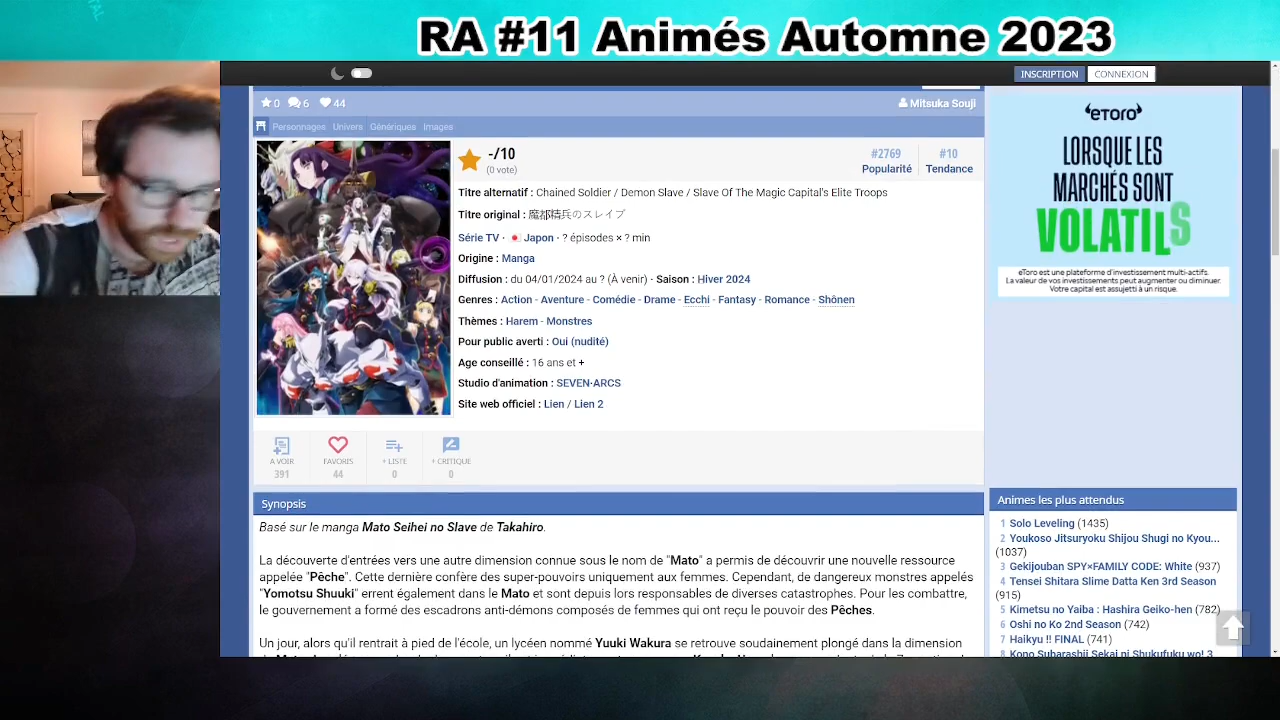 RA #11 Animés Automne 2023
INSCRIPTION
CONNEXION
0 6 44
Mitsuka Souji
Personnages Univers Génériques Images
-/10
(0 vote)
#2769
Popularité
#10
Tendance
Titre alternatif : Chained Soldier / Demon Slave / Slave Of The Magic Capital's Elite Troops
Titre original : 魔都精兵のスレイブ
Série TV · Japon - ? épisodes × ? min
Origine : Manga
Diffusion : du 04/01/2024 au ? (À venir) · Saison : Hiver 2024
Genres : Action - Aventure - Comédie - Drame - Ecchi - Fantasy - Romance - Shônen
Thèmes : Harem - Monstres
Pour public averti : Oui (nudité)
Age conseillé : 16 ans et +
Studio d'animation : SEVEN·ARCS
Site web officiel : Lien / Lien 2
A VOIR
391
FAVORIS
44
+ LISTE
0
+ CRITIQUE
0
Synopsis
Basé sur le manga Mato Seihei no Slave de Takahiro.
La découverte d'entrées vers une autre dimension connue sous le nom de "Mato" a permis de découvrir une nouvelle ressource
appelée "Pêche". Cette dernière confère des super-pouvoirs uniquement aux femmes. Cependant, de dangereux monstres appelés
"Yomotsu Shuuki" errent également dans le Mato et sont depuis lors responsables de diverses catastrophes. Pour les combattre,
le gouvernement a formé des escadrons anti-démons composés de femmes qui ont reçu le pouvoir des Pêches.
Un jour, alors qu'il rentrait à pied de l'école, un lycéen nommé Yuuki Wakura se retrouve soudainement plongé dans la dimension
eToro
LORSQUE LES
MARCHÉS SONT
VOLATILS
eToro est une plateforme d'investissement multi-actifs.
La valeur de vos investissements peut augmenter ou diminuer.
Votre capital est assujetti à un risque.
Animes les plus attendus
1 Solo Leveling (1435)
2 Youkoso Jitsuryoku Shijou Shugi no Kyou...
(1037)
3 Gekijouban SPY×FAMILY CODE: White (937)
4 Tensei Shitara Slime Datta Ken 3rd Season
(915)
5 Kimetsu no Yaiba : Hashira Geiko-hen (782)
6 Oshi no Ko 2nd Season (742)
7 Haikyu !! FINAL (741)
8 Kono Subarashii Sekai ni Shukufuku wo! 3